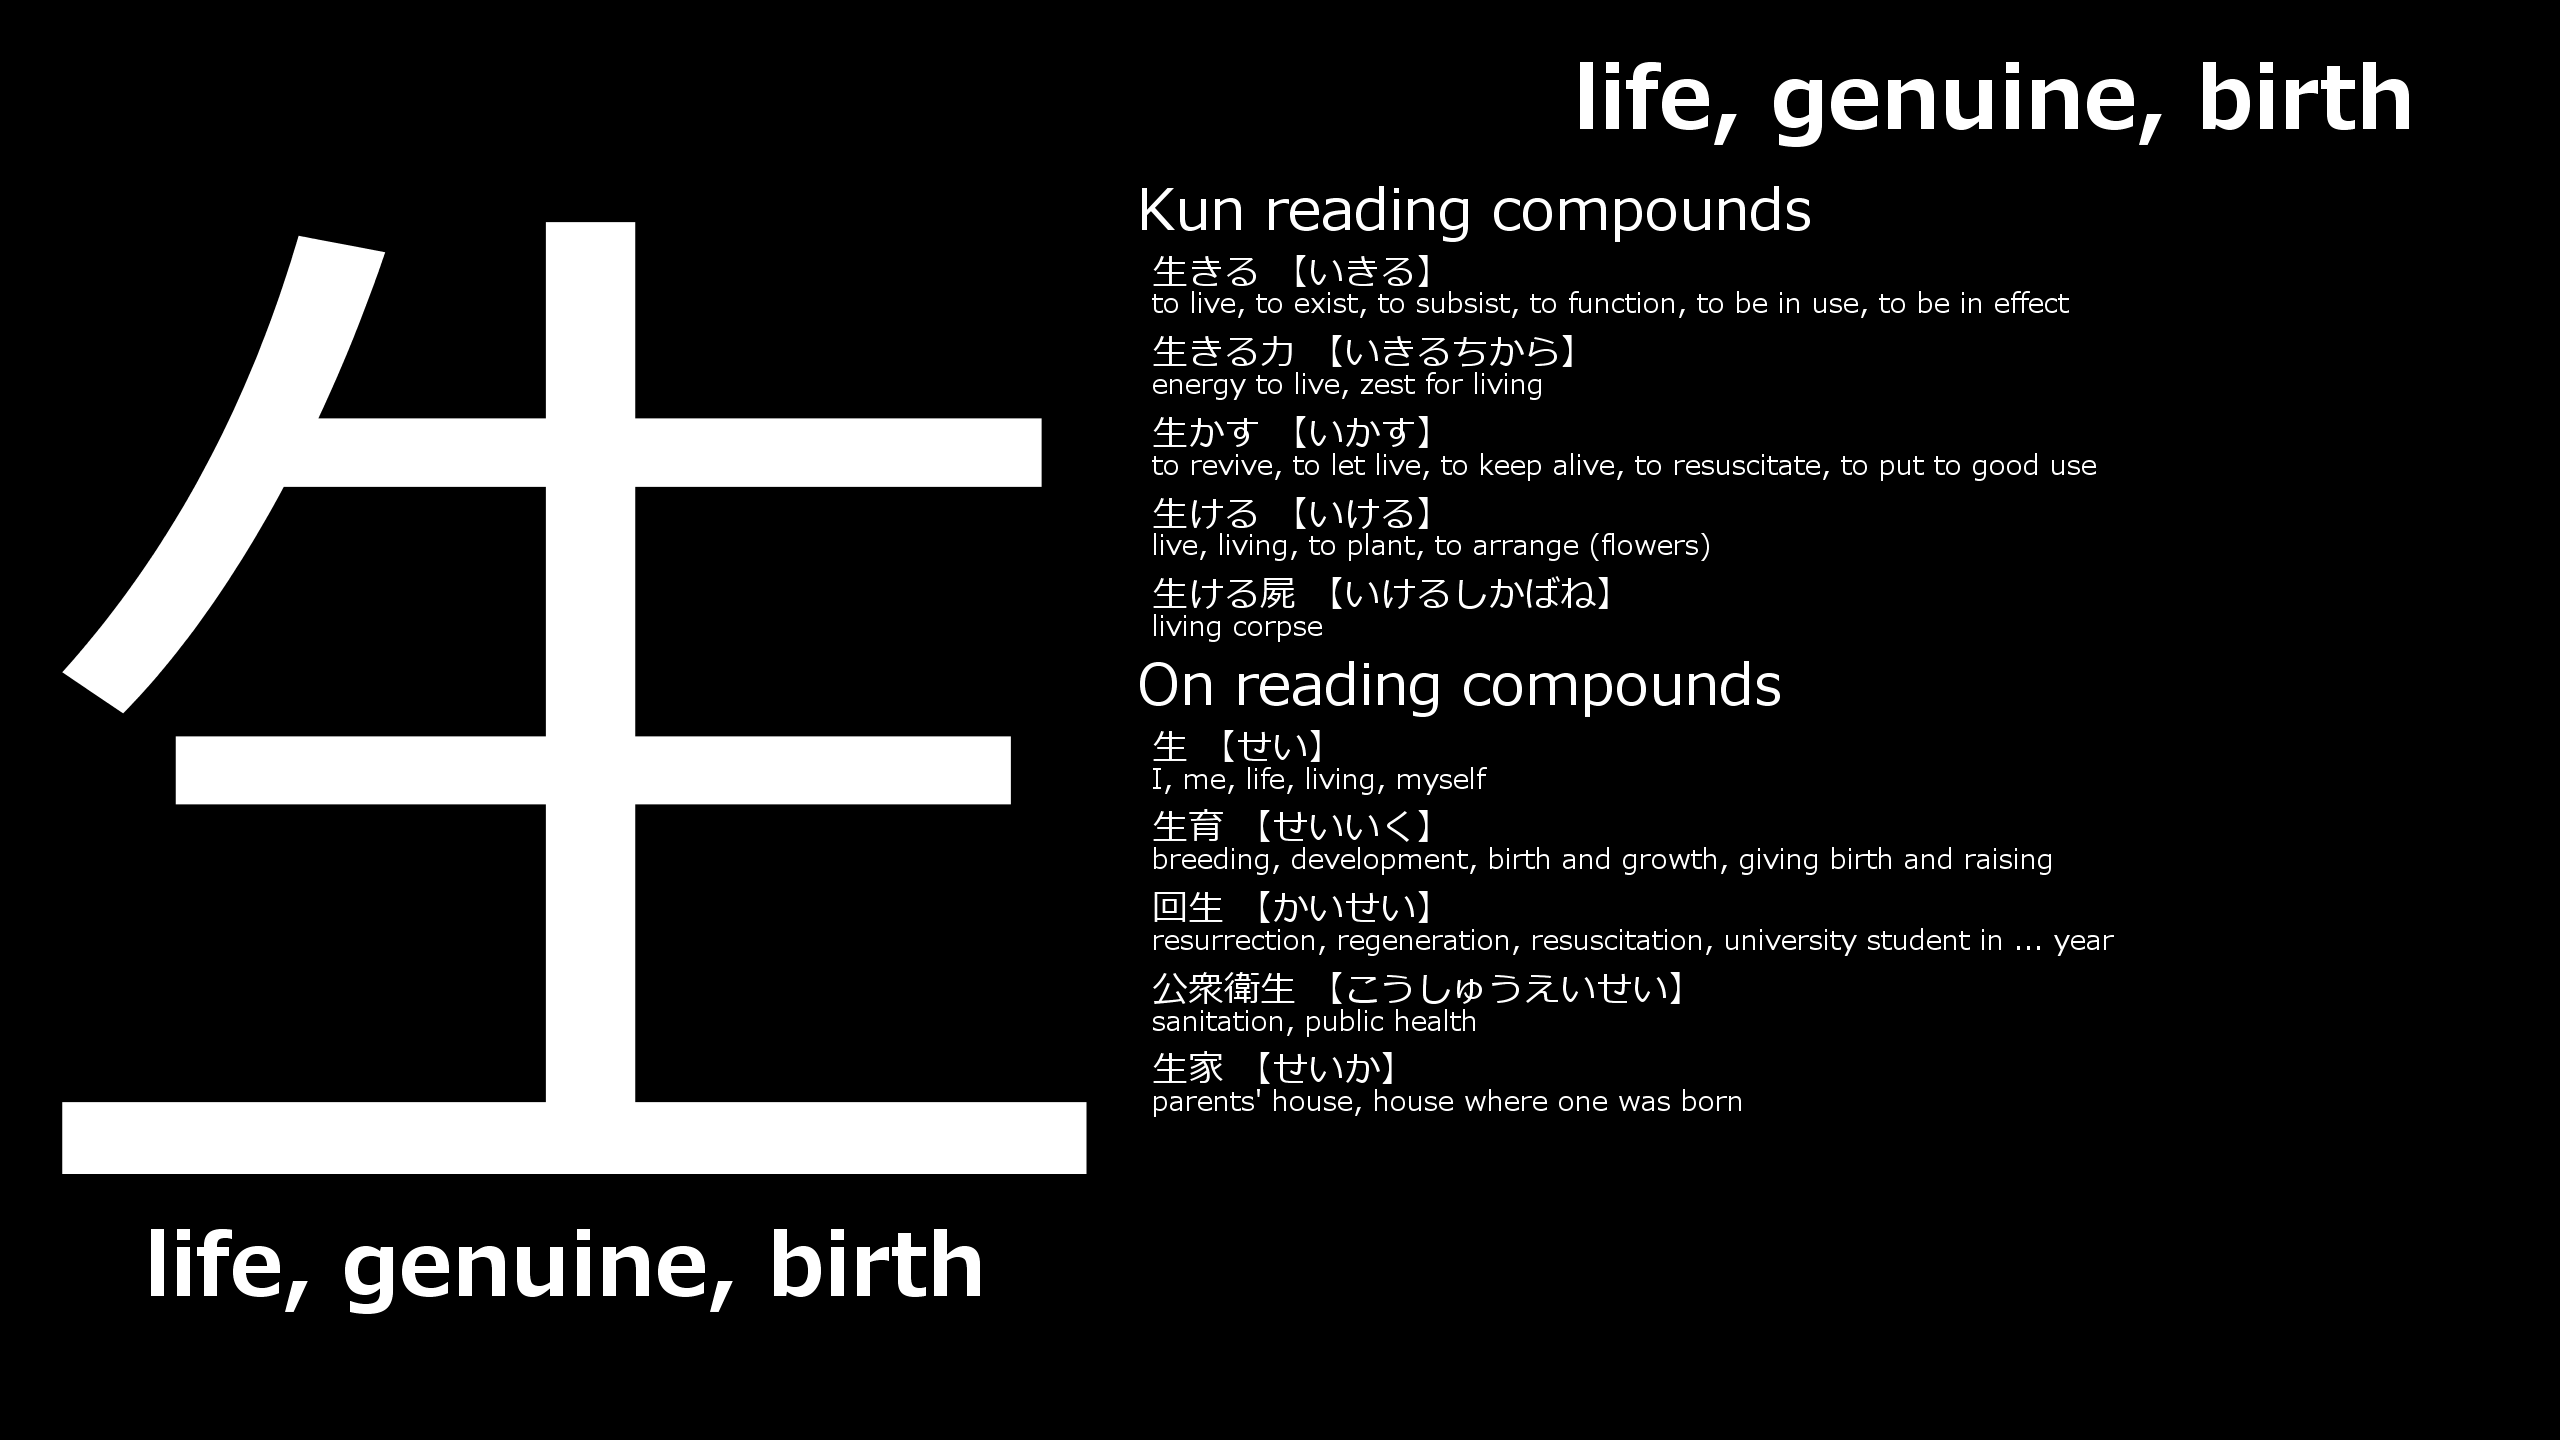 生
life, genuine, birth
life, genuine, birth
Kun reading compounds
生きる 【いきる】
to live, to exist, to subsist, to function, to be in use, to be in effect
生きる力 【いきるちから】
energy to live, zest for living
生かす 【いかす】
to revive, to let live, to keep alive, to resuscitate, to put to good use
生ける 【いける】
live, living, to plant, to arrange (flowers)
生ける屍 【いけるしかばね】
living corpse
On reading compounds
生 【せい】
I, me, life, living, myself
生育 【せいいく】
breeding, development, birth and growth, giving birth and raising
回生 【かいせい】
resurrection, regeneration, resuscitation, university student in ... year
公衆衛生 【こうしゅうえいせい】
sanitation, public health
生家 【せいか】
parents' house, house where one was born